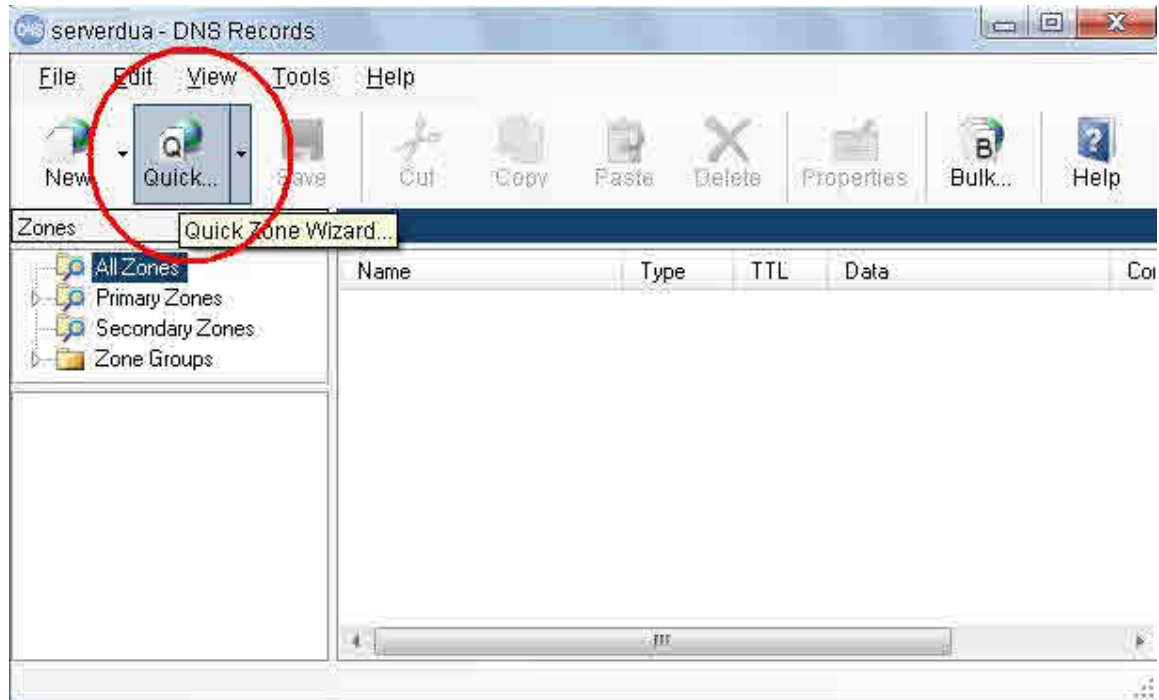 DNS serverdua - DNS Records
File Edit View Tools Help
New Quick... Save Cut Copy Paste Delete Properties Bulk... Help
Zones
Quick Zone Wizard...
Name Type TTL Data
All Zones
Primary Zones
Secondary Zones
Zone Groups